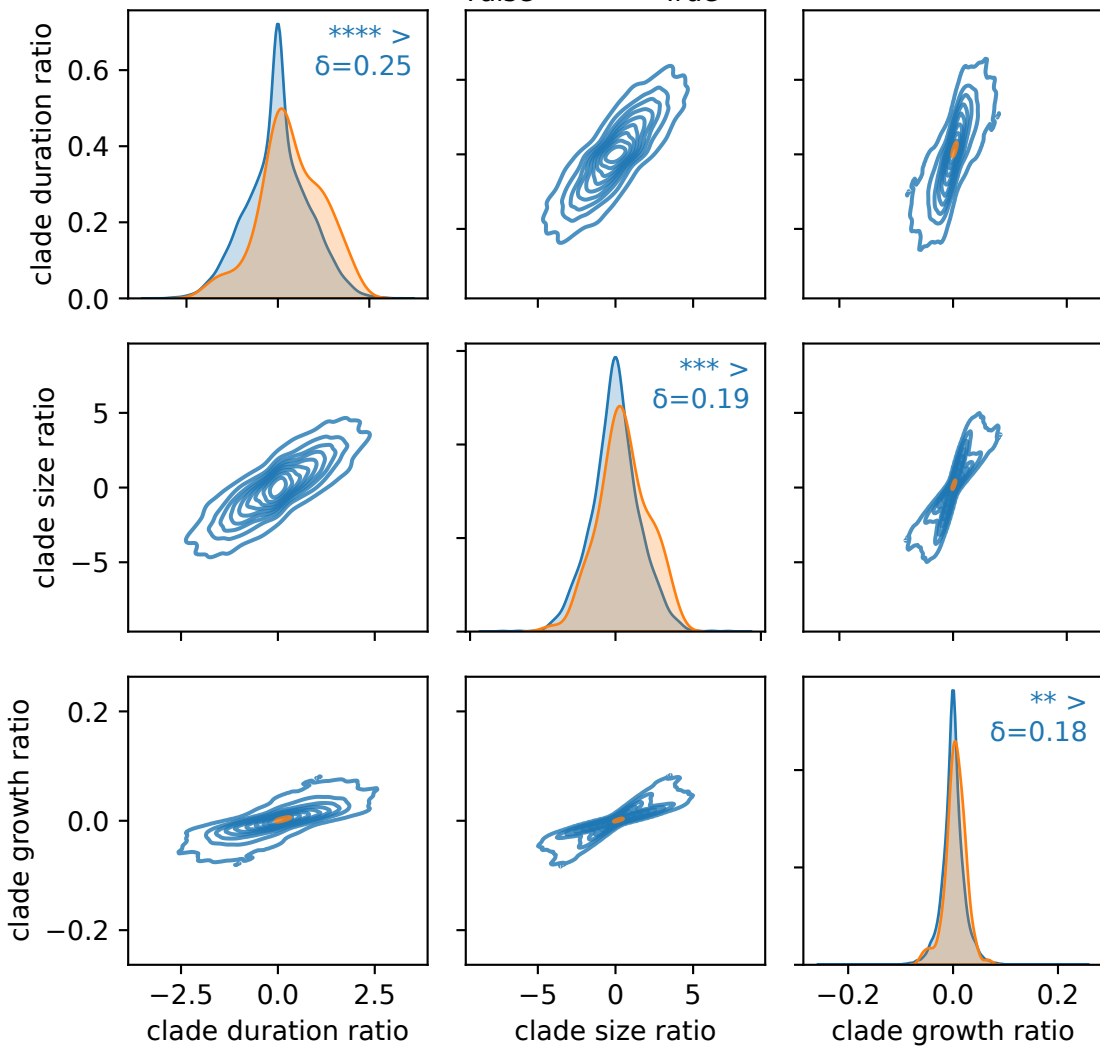 clade duration ratio
0.6
0.4
0.2
0.0
**** >
δ=0.25
clade size ratio
5
0
−5
*** >
δ=0.19
clade growth ratio
0.2
0.0
−0.2
** >
δ=0.18
−2.5 0.0 2.5
−5 0 5
−0.2 0.0 0.2
clade duration ratio
clade size ratio
clade growth ratio